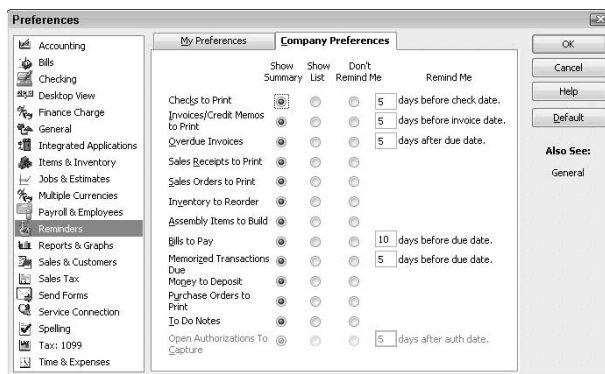 Preferences
Accounting
Bills
Checking
Desktop View
Finance Charge
General
Integrated Applications
Items & Inventory
Jobs & Estimates
Multiple Currencies
Payroll & Employees
Reminders
Reports & Graphs
Sales & Customers
Sales Tax
Send Forms
Service Connection
Spelling
Tax: 1099
Time & Expenses
My Preferences
Company Preferences
Show Show Don't
Summary List Remind Me Remind Me
Checks to Print 5 days before check date.
Invoices/Credit Memos
to Print 5 days before invoice date.
Overdue Invoices 5 days after due date.
Sales Receipts to Print
Sales Orders to Print
Inventory to Reorder
Assembly Items to Build
Bills to Pay 10 days before due date.
Memorized Transactions
Due 5 days before due date.
Money to Deposit
Purchase Orders to
Print
To Do Notes
Open Authorizations To
Capture 5 days after auth date.
OK
Cancel
Help
Default
Also See:
General